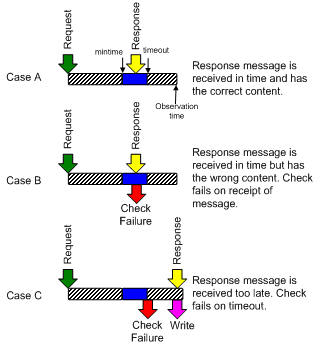 Request
Response
mintime
timeout
Case A
Response message is
received in time and has
the correct content.
Observation
time
Response message is
received in time but has
the wrong content. Check
fails on receipt of
message.
Case B
Check
Failure
Request
Response
Response message is
received too late. Check
fails on timeout.
Case C
Check
Failure
Write